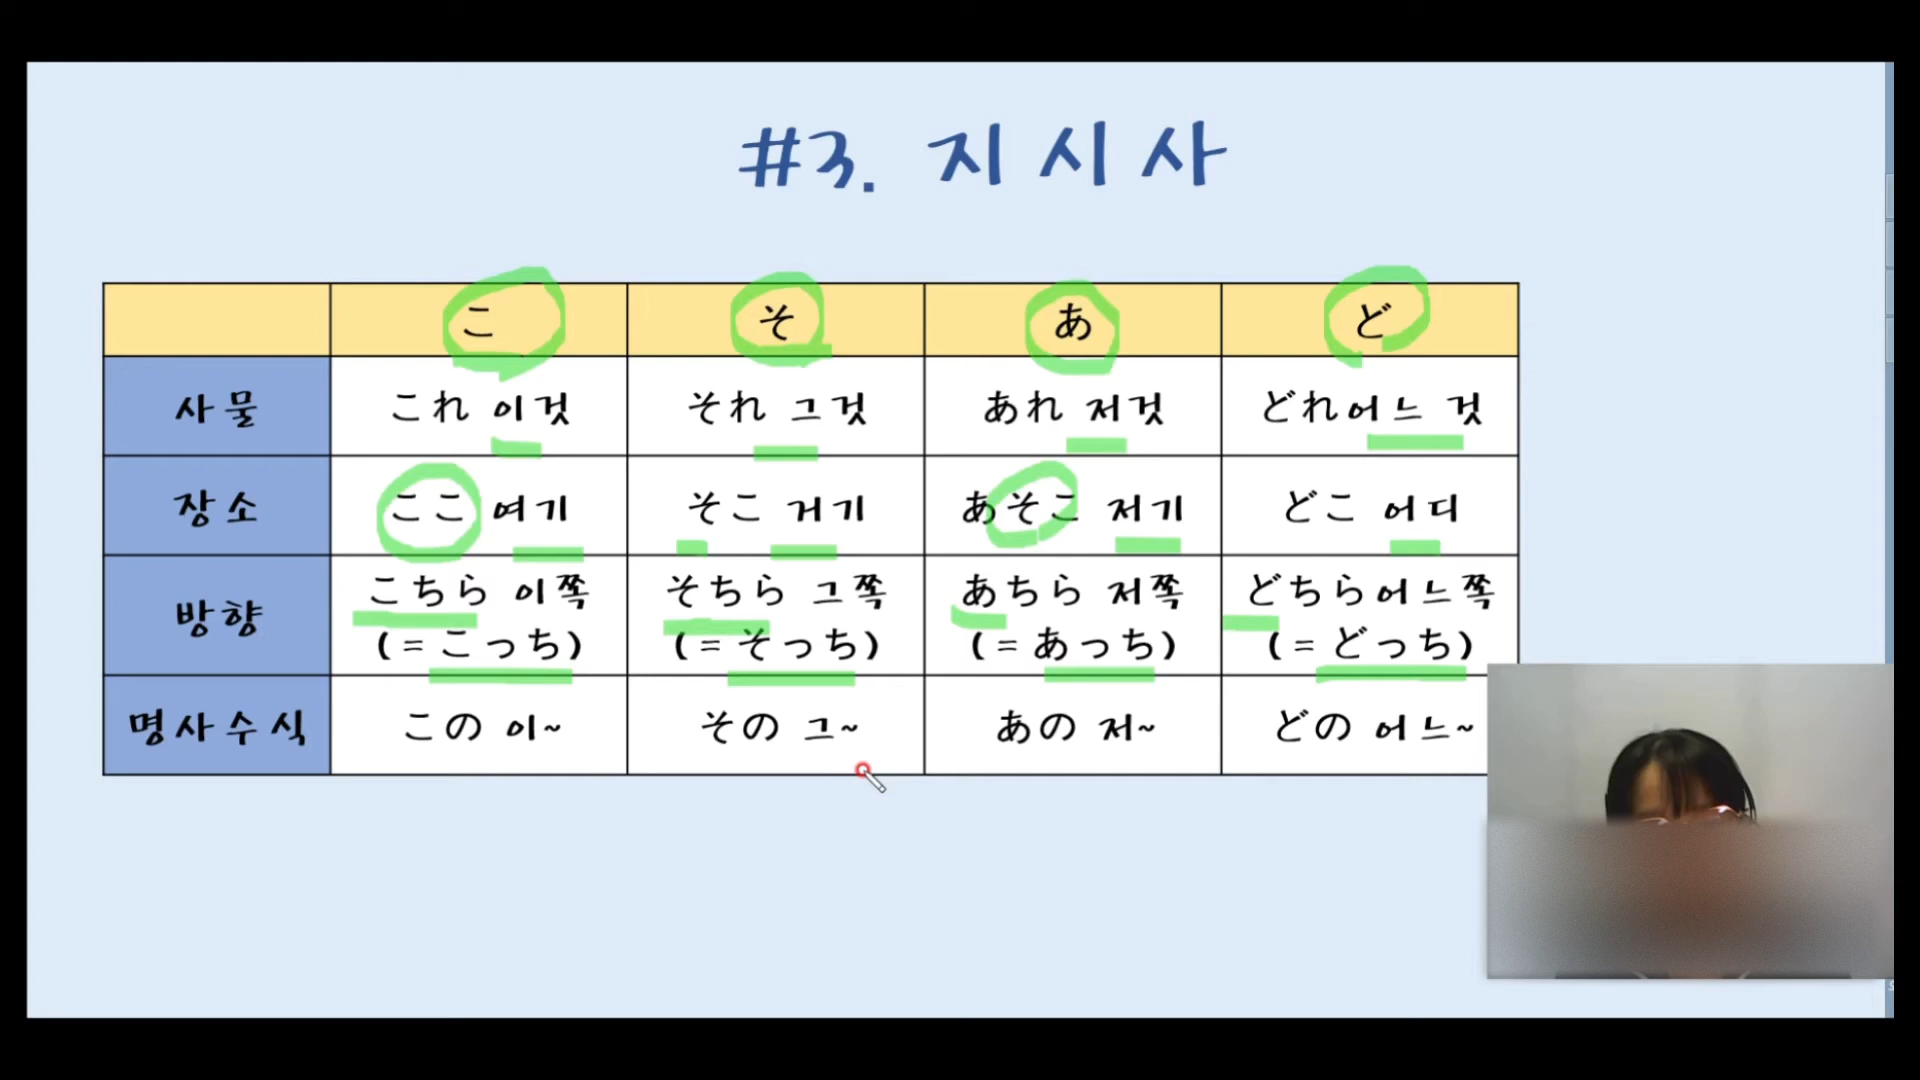 #3. 지시사
こ そ あ ど
사물 これ 이것 それ 그것 あれ 저것 どれ어느 것
장소 ここ 여기 そこ 거기 あそこ 저기 どこ 어디
방향 こちら 이쪽 そちら 그쪽 あちら 저쪽 どちら어느쪽
(=こっち) (=そっち) (=あっち) (=どっち)
명사수식 この 이~ その 그~ あの 저~ どの 어느~